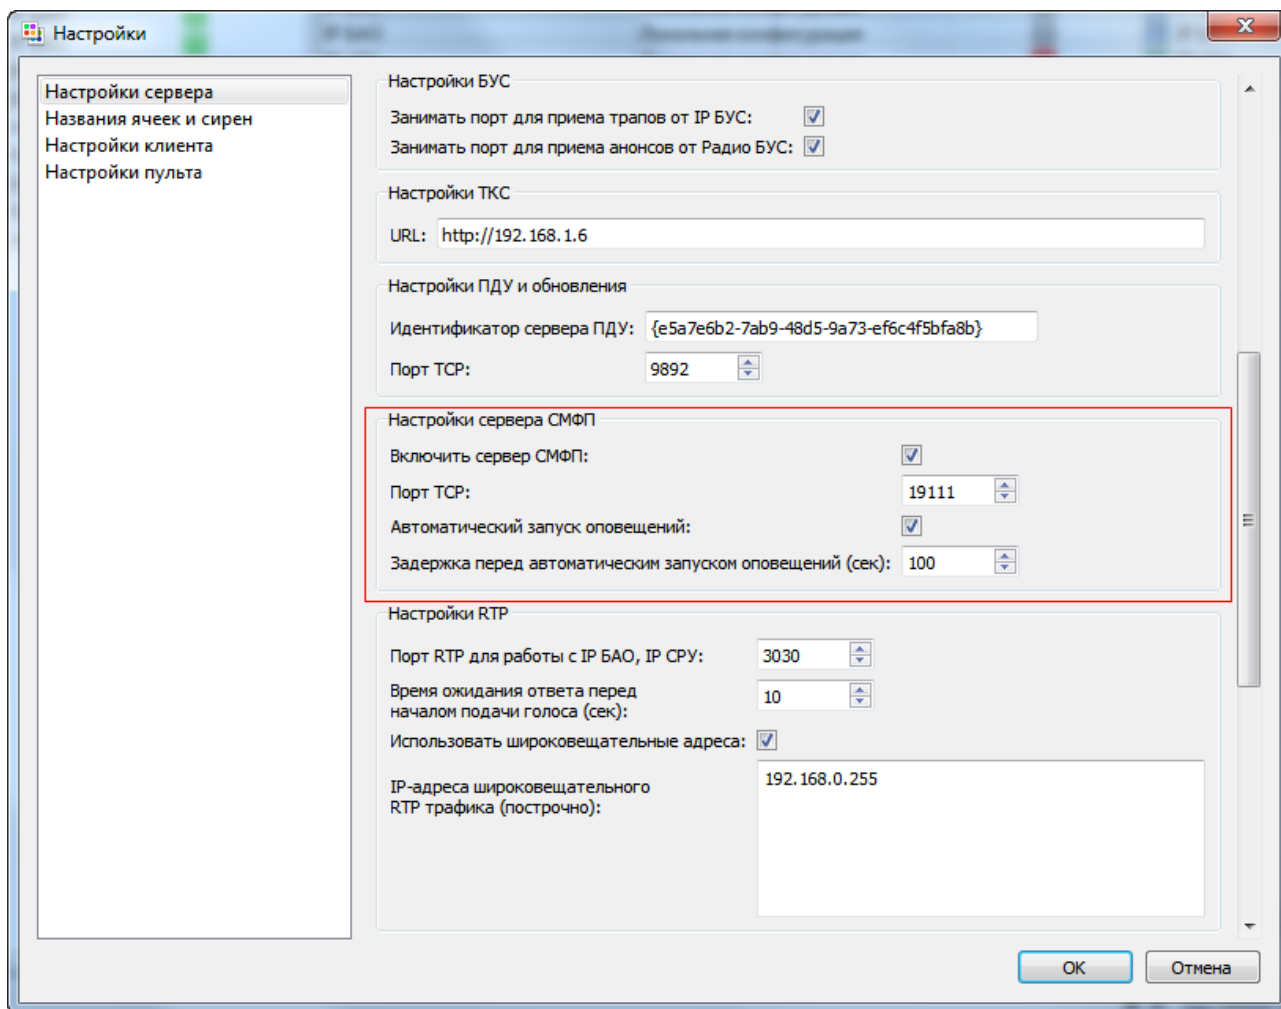 Настройки
Настройки сервера
Названия ячеек и сирен
Настройки клиента
Настройки пульта
Настройки БУС
Занимать порт для приема трапов от IP БУС:
Занимать порт для приема анонсов от Радио БУС:
Настройки ТКС
URL: http://192.168.1.6
Настройки ПДУ и обновления
Идентификатор сервера ПДУ: {e5a7e6b2-7ab9-48d5-9a73-ef6c4f5bfa8b}
Порт TCP: 9892
Настройки сервера СМФП
Включить сервер СМФП:
Порт TCP: 19111
Автоматический запуск оповещений:
Задержка перед автоматическим запуском оповещений (сек): 100
Настройки RTP
Порт RTP для работы с IP БАО, IP СРУ: 3030
Время ожидания ответа перед
началом подачи голоса (сек): 10
Использовать широковещательные адреса:
IP-адреса широковещательного
RTP трафика (построчно):
192.168.0.255
OK
Отмена